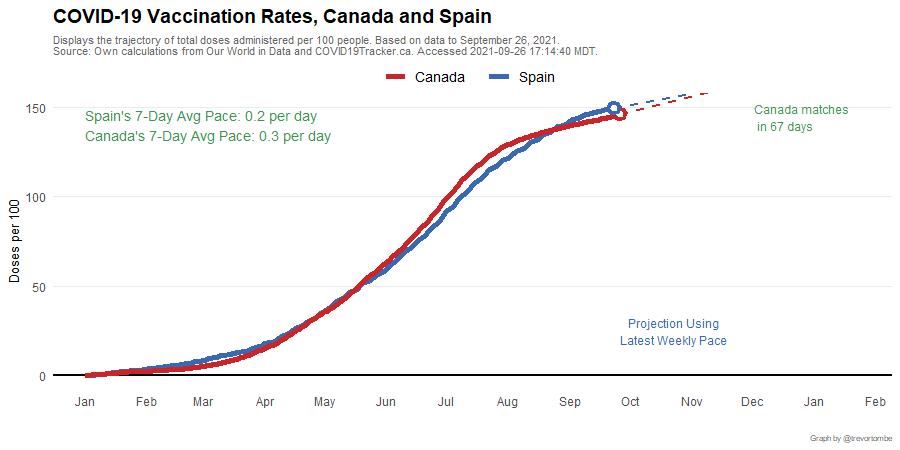 COVID-19 Vaccination Rates, Canada and Spain
Displays the trajectory of total doses administered per 100 people. Based on data to September 26, 2021.
Source: Own calculations from Our World in Data and COVID19Tracker.ca. Accessed 2021-09-26 17:14:40 MDT.
Canada Spain
Spain's 7-Day Avg Pace: 0.2 per day
Canada's 7-Day Avg Pace: 0.3 per day
Canada matches
in 67 days
Doses per 100
150
100
50
0
Projection Using
Latest Weekly Pace
Jan Feb Mar Apr May Jun Jul Aug Sep Oct Nov Dec Jan Feb
Graph by @trevortombe